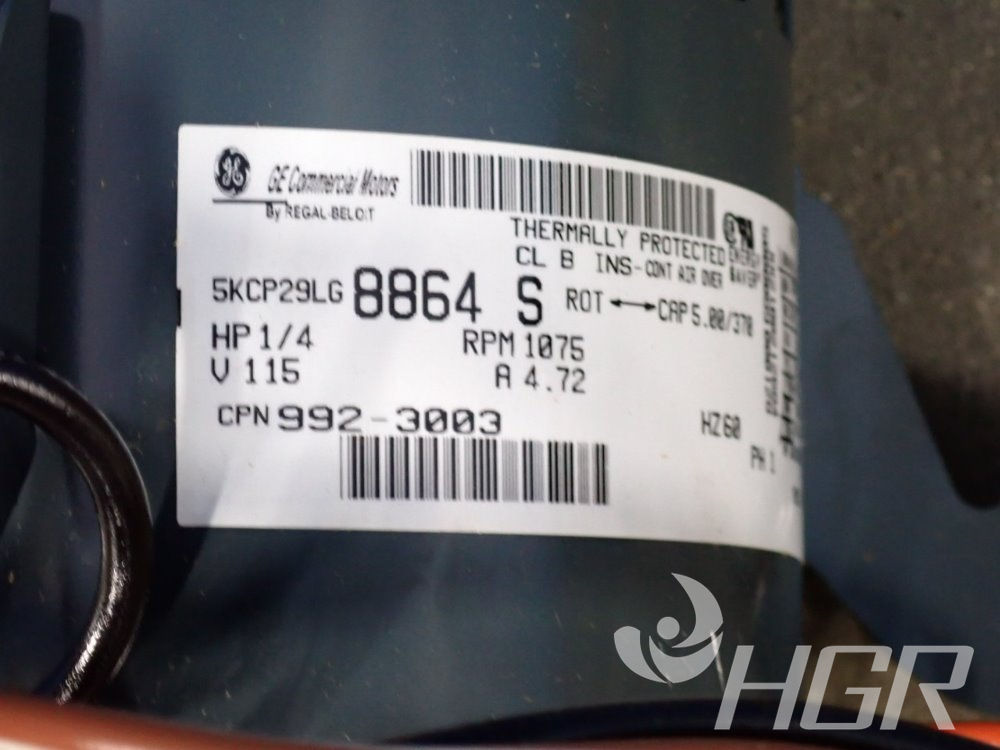 GE Commercial Motors
By REGAL-BELOIT
THERMALLY PROTECTED
CL B INS-CONT AIR OVER
5KCP29LG 8864 S ROT ←→ CAP 5.00/370
HP 1/4 RPM 1075
V 115 A 4.72
CPN 992-3003 HZ 60
PH 1
HGR